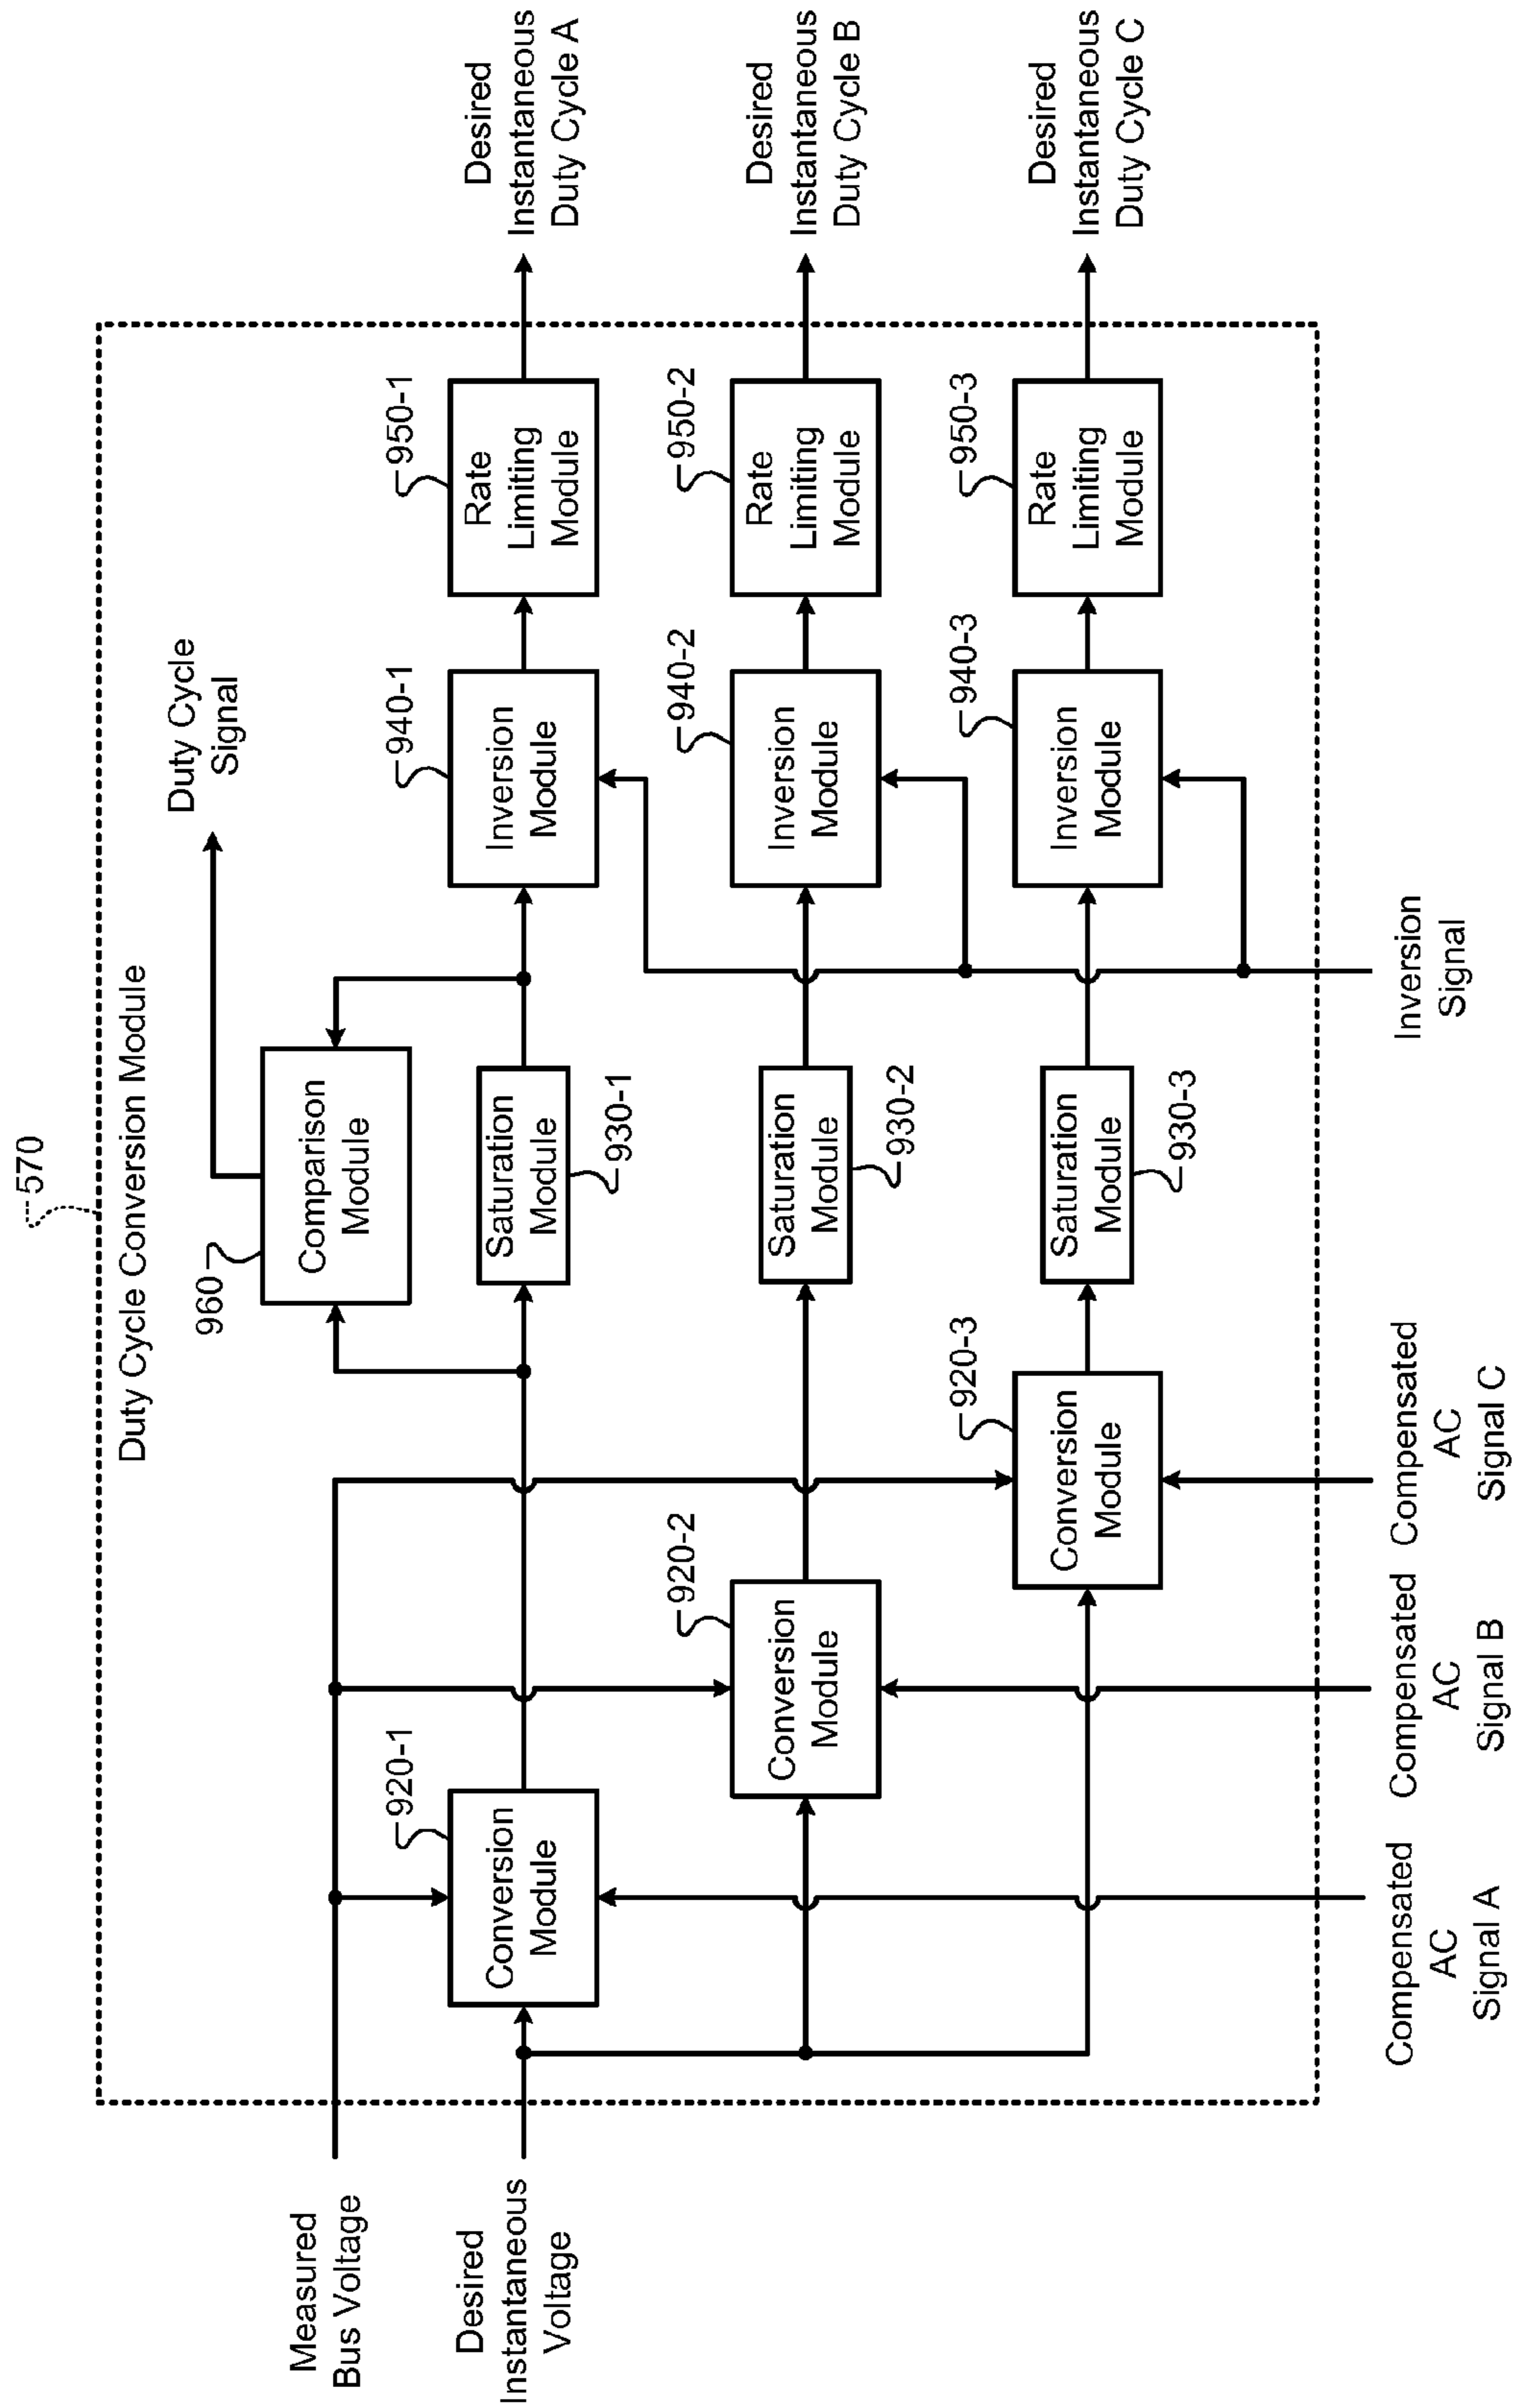 570
Duty Cycle Conversion Module
Measured
Bus Voltage
Desired
Instantaneous
Voltage
960
Comparison
Module
Duty Cycle
Signal
920-1
Conversion
Module
Saturation
Module
930-1
940-1
Inversion
Module
950-1
Rate
Limiting
Module
Desired
Instantaneous
Duty Cycle A
920-2
Conversion
Module
Saturation
Module
930-2
940-2
Inversion
Module
950-2
Rate
Limiting
Module
Desired
Instantaneous
Duty Cycle B
920-3
Conversion
Module
Saturation
Module
930-3
940-3
Inversion
Module
950-3
Rate
Limiting
Module
Desired
Instantaneous
Duty Cycle C
Compensated
AC
Signal A
Compensated
AC
Signal B
Compensated
AC
Signal C
Inversion
Signal